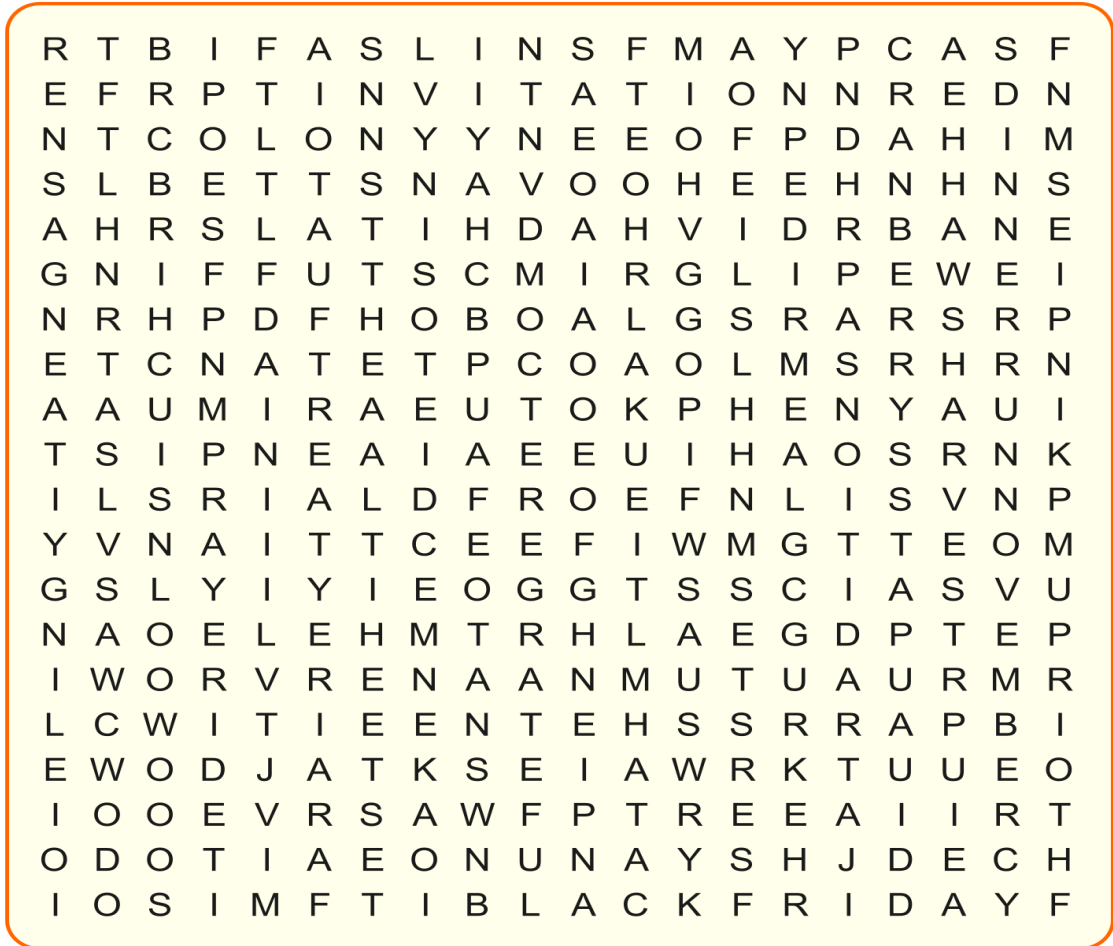 R T B I F A S L I N S F M A Y P C A S F
E F R P T I N V I T A T I O N N R E D N
N T C O L O N Y Y N E E O F P D A H I M
S L B E T T S N A V O O H E E H N H N S
A H R S L A T I H D A H V I D R B A N E
G N I F F U T S C M I R G L I P E W E I
N R H P D F H O B O A L G S R A R S R P
E T C N A T E T P C O A O L M S R H R N
A A U M I R A E U T O K P H E N Y A U I
T S I P N E A I A E E U I H A O S R N K
I L S R I A L D F R O E F N L I S V N P
Y V N A I T T C E E F I W M G T T E O M
G S L Y I Y I E O G G T S S C I A S V U
N A O E L E H M T R H L A E G D P T E P
I W O R V R E N A A N M U T U A U R M R
L C W I T I E E N T E H S S R R A P B I
E W O D J A T K S E I A W R K T U U E O
I O O E V R S A W F P T R E E A I I R T
O D O T I A E O N U N A Y S H J D E C H
I O S I M F T I B L A C K F R I D A Y F